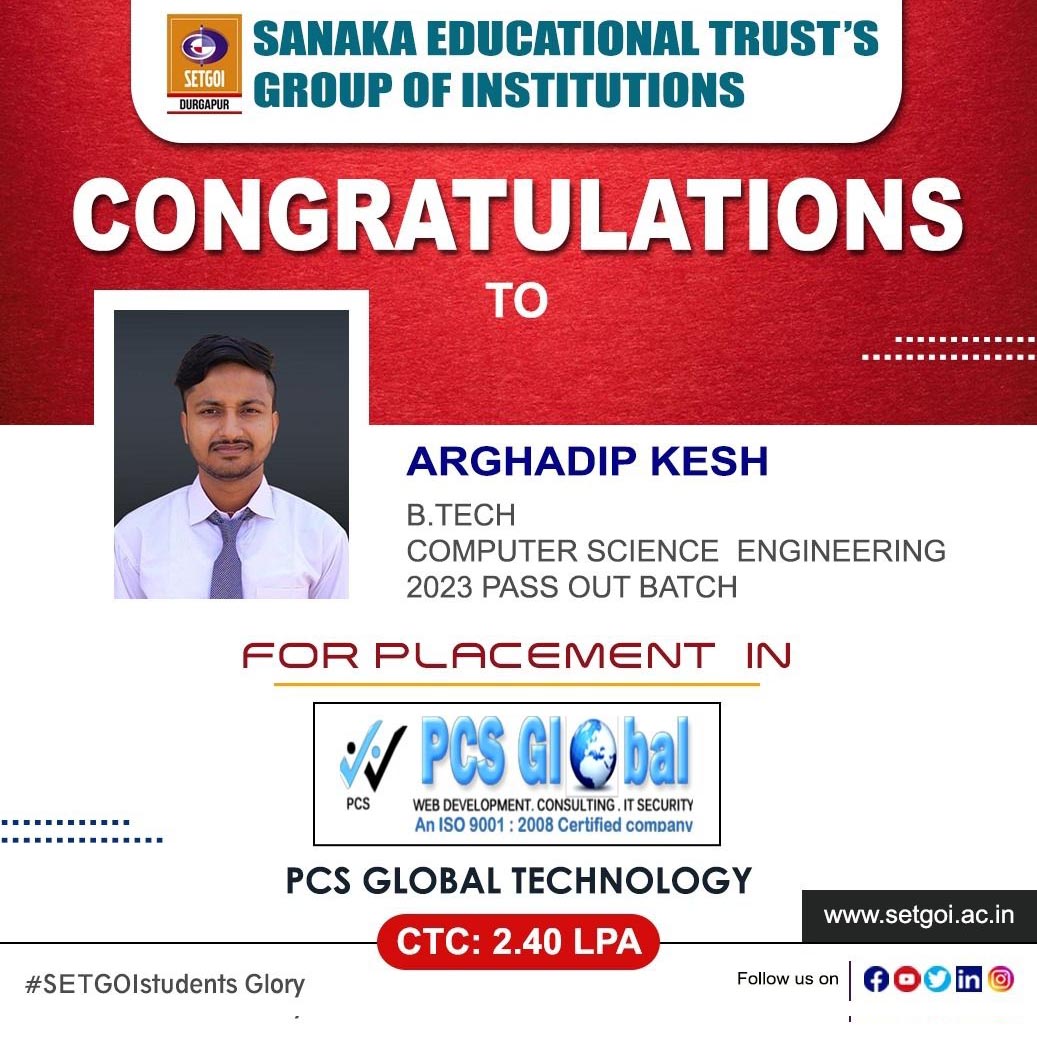 SETGOI
DURGAPUR
SANAKA EDUCATIONAL TRUST'S
GROUP OF INSTITUTIONS
CONGRATULATIONS
TO
ARGHADIP KESH
B.TECH
COMPUTER SCIENCE ENGINEERING
2023 PASS OUT BATCH
FOR PLACEMENT IN
PCS
PCS Global
WEB DEVELOPMENT. CONSULTING . IT SECURITY
An ISO 9001 : 2008 Certified company
PCS GLOBAL TECHNOLOGY
www.setgoi.ac.in
CTC: 2.40 LPA
#SETGOIstudents Glory
Follow us on